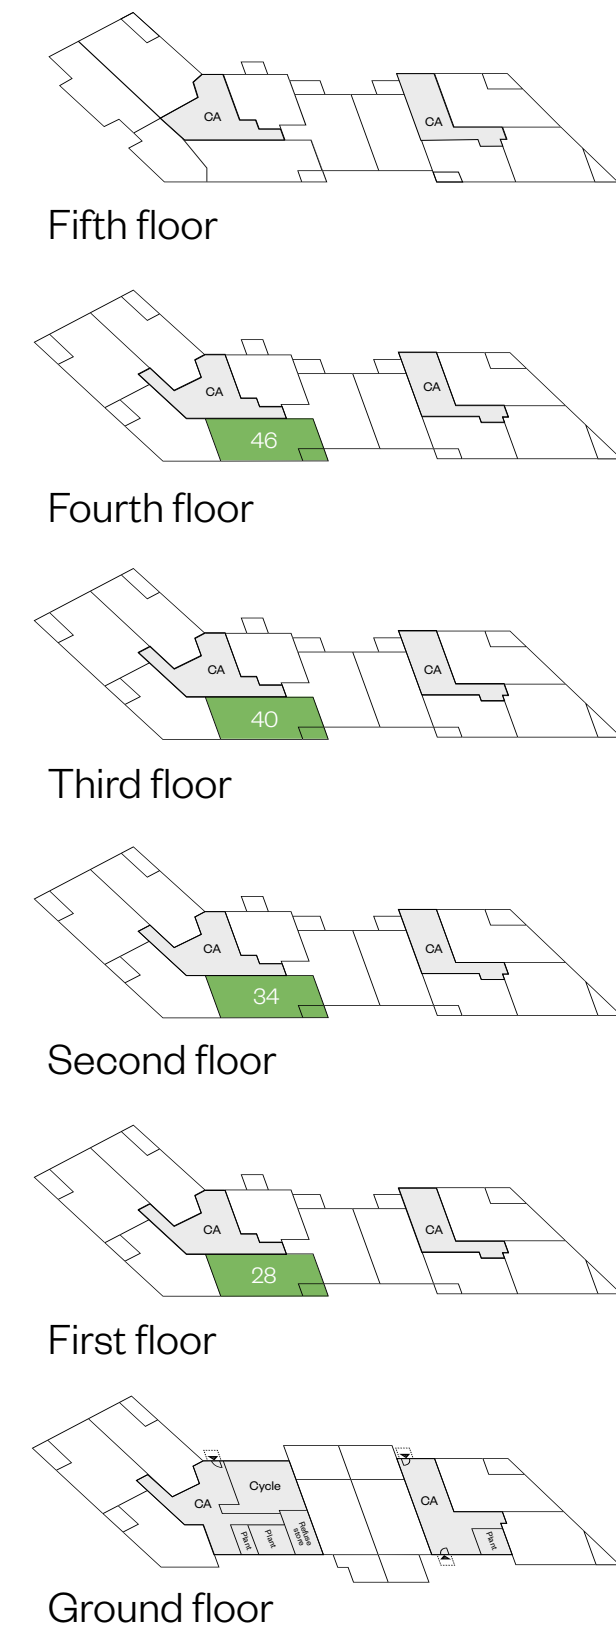 CA
CA
Fifth floor
CA
CA
46
Fourth floor
CA
CA
40
Third floor
CA
CA
34
Second floor
CA
CA
28
First floor
Cycle
CA
CA
Plant
Plant
Refuse
store
Plant
Ground floor